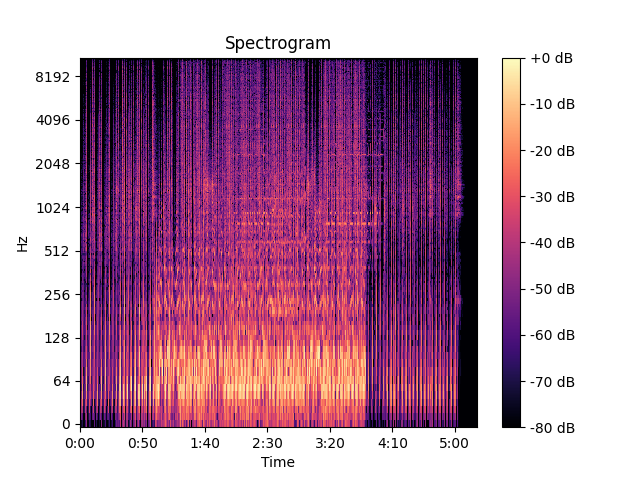 Spectrogram
8192
4096
2048
1024
512
256
128
64
0
Hz
0:00 0:50 1:40 2:30 3:20 4:10 5:00
Time
+0 dB
-10 dB
-20 dB
-30 dB
-40 dB
-50 dB
-60 dB
-70 dB
-80 dB